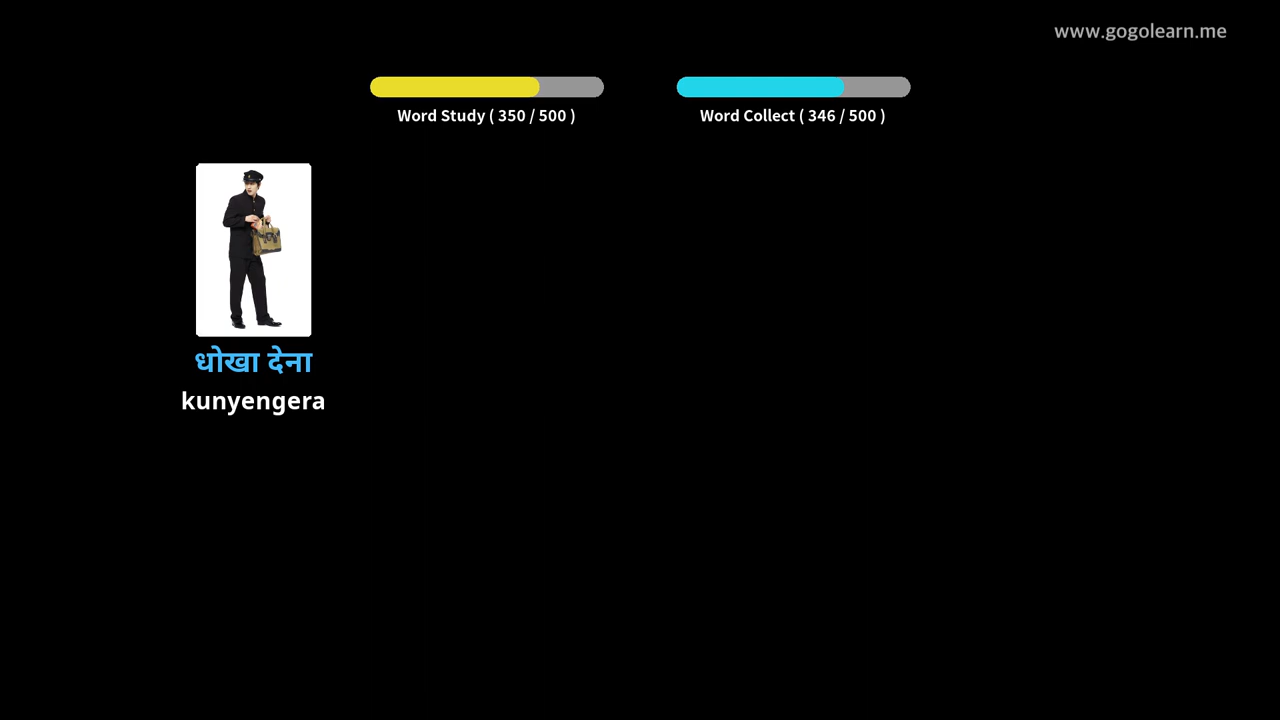 www.gogolearn.me
Word Study ( 350 / 500 )
Word Collect ( 346 / 500 )
धोखा देना
kunyengera